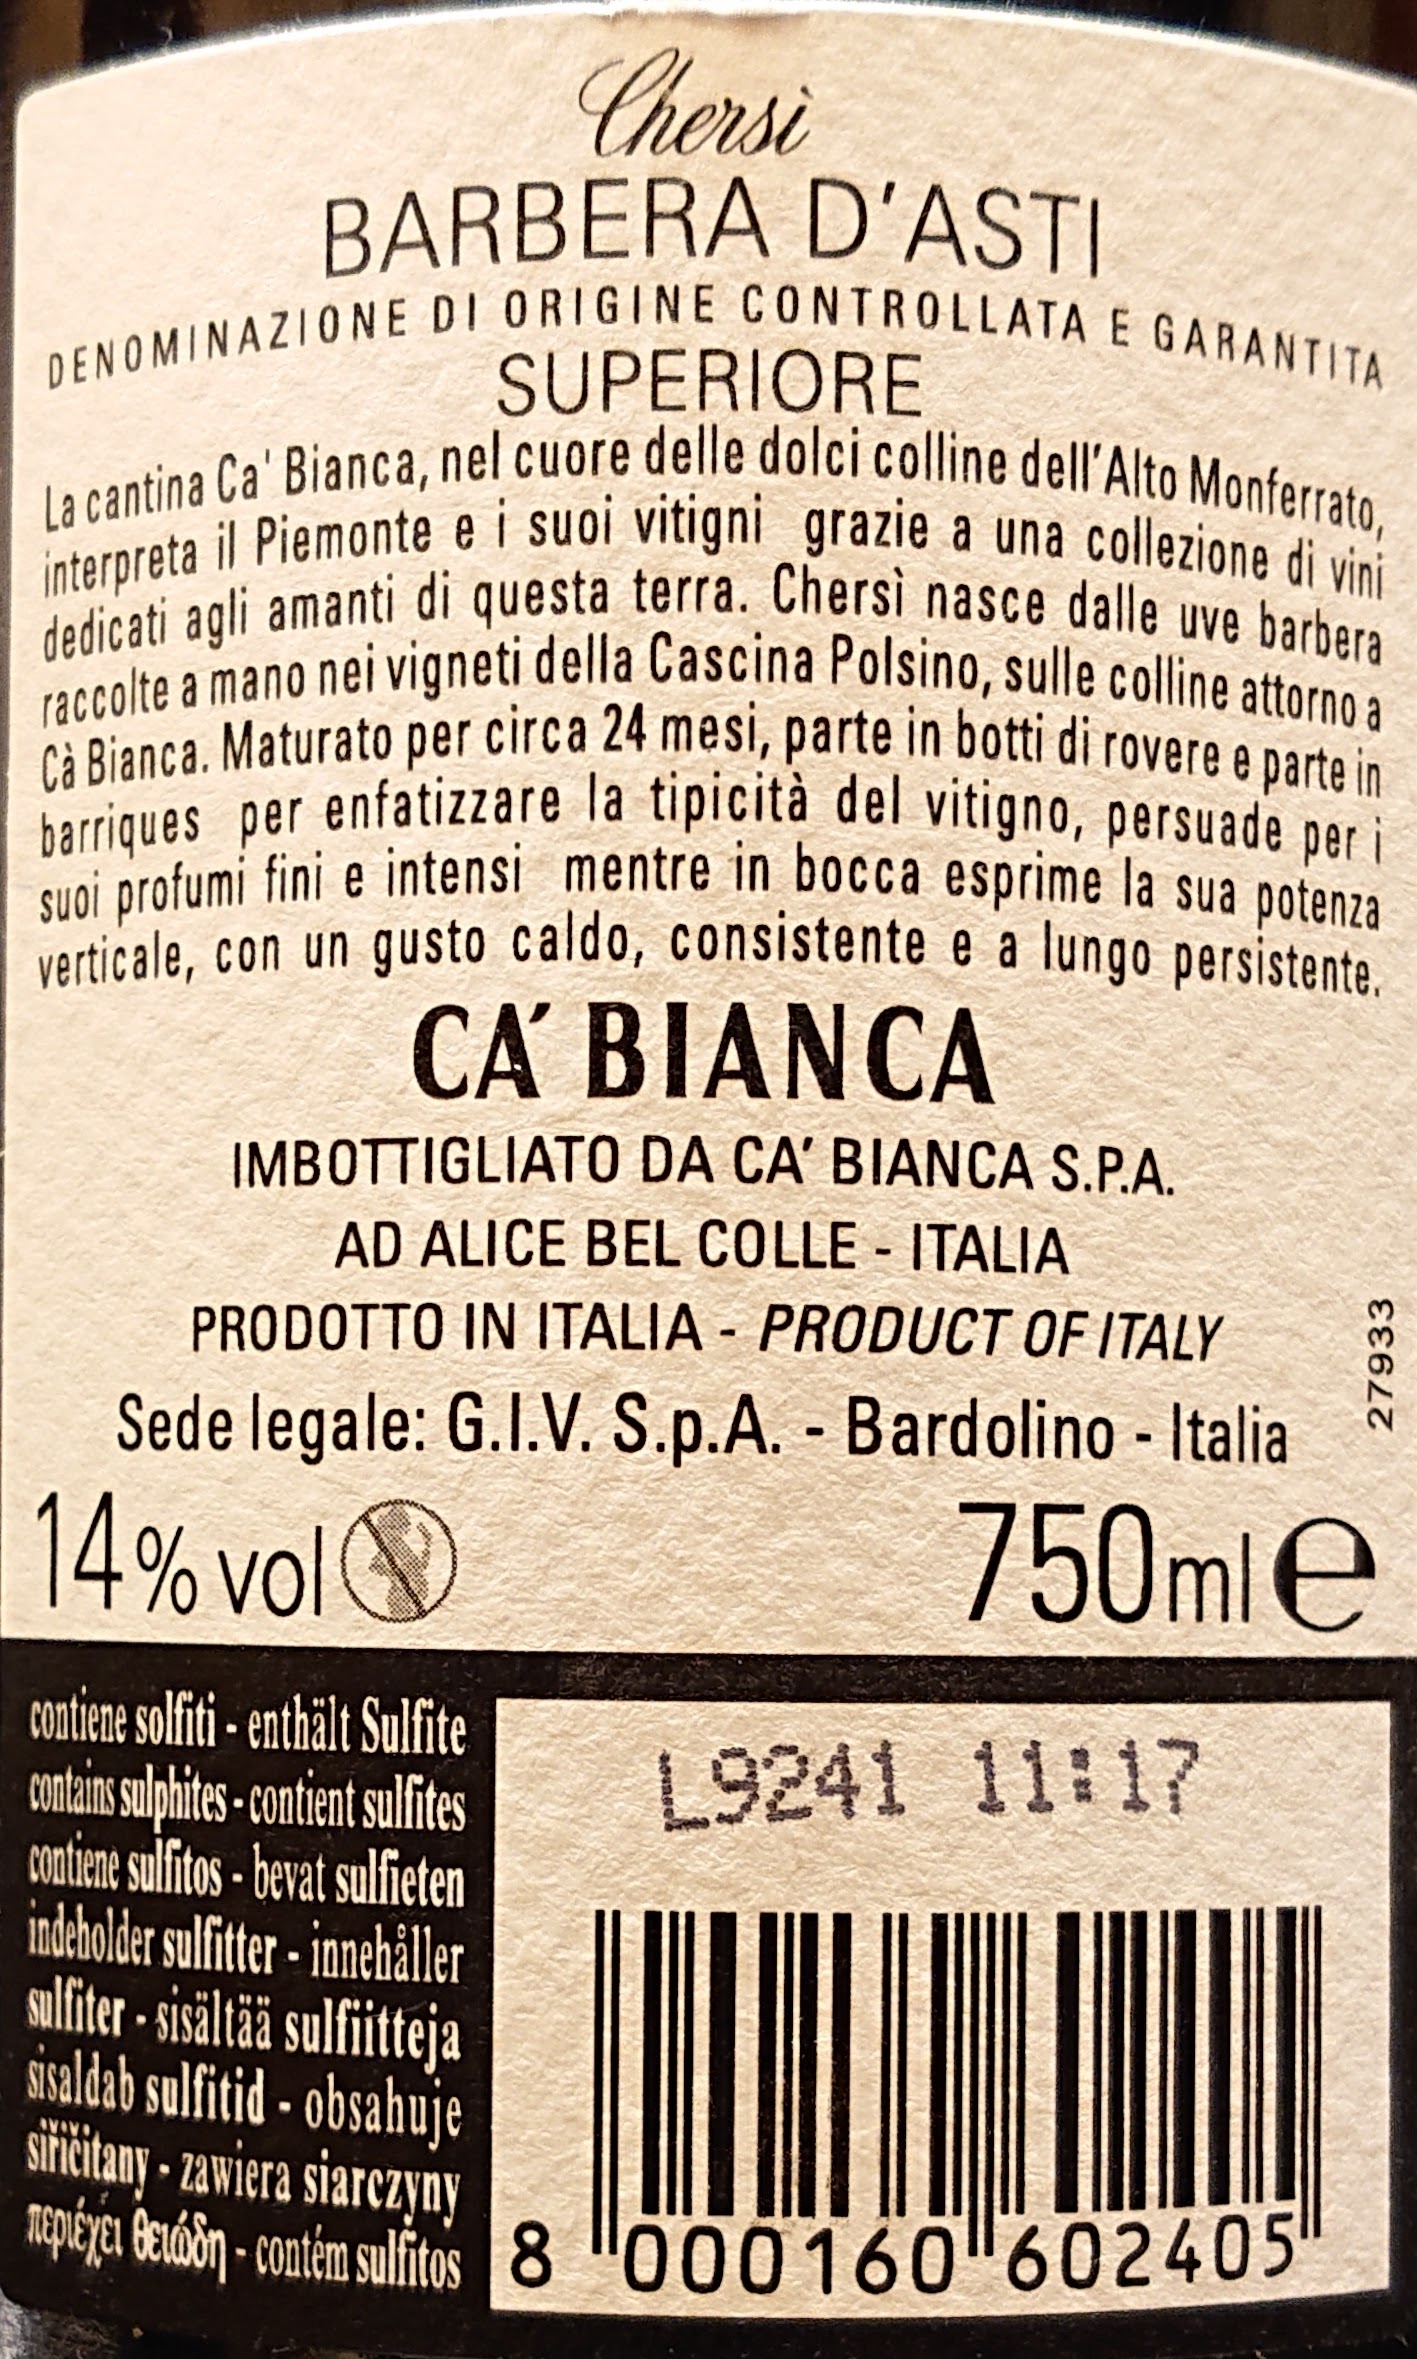 Chersì
BARBERA D'ASTI
DENOMINAZIONE DI ORIGINE CONTROLLATA E GARANTITA
SUPERIORE
La cantina Ca' Bianca, nel cuore delle dolci colline dell'Alto Monferrato,
interpreta il Piemonte e i suoi vitigni grazie a una collezione di vini
dedicati agli amanti di questa terra. Chersì nasce dalle uve barbera
raccolte a mano nei vigneti della Cascina Polsino, sulle colline attorno a
Cà Bianca. Maturato per circa 24 mesi, parte in botti di rovere e parte in
barriques per enfatizzare la tipicità del vitigno, persuade per i
suoi profumi fini e intensi mentre in bocca esprime la sua potenza
verticale, con un gusto caldo, consistente e a lungo persistente.
CA' BIANCA
IMBOTTIGLIATO DA CA' BIANCA S.P.A.
AD ALICE BEL COLLE - ITALIA
PRODOTTO IN ITALIA - PRODUCT OF ITALY
Sede legale: G.I.V. S.p.A. - Bardolino - Italia
27933
14% vol
750ml e
contiene solfiti - enthält Sulfite
contains sulphites - contient sulfites
contiene sulfitos - bevat sulfieten
indeholder sulfitter - innehåller
sulfiter - sisältää sulfiitteja
sisaldab sulfitid - obsahuje
siřičitany - zawiera siarczyny
περιέχει θειώδη - contém sulfitos
L9241 11:17
8 000160 602405